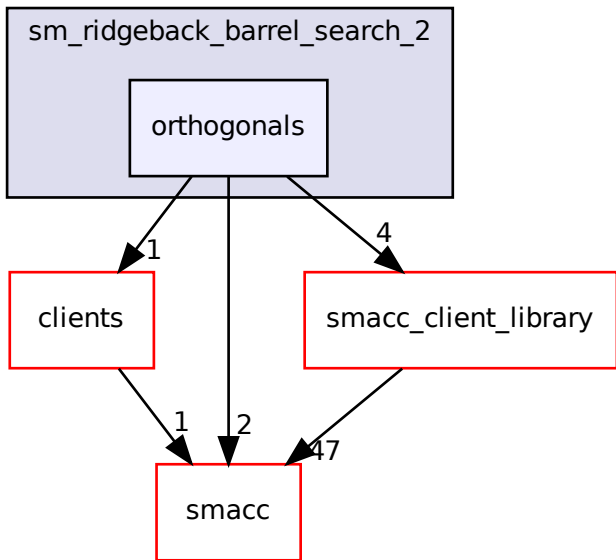 sm_ridgeback_barrel_search_2
orthogonals
1
4
clients
smacc_client_library
1
2
47
smacc